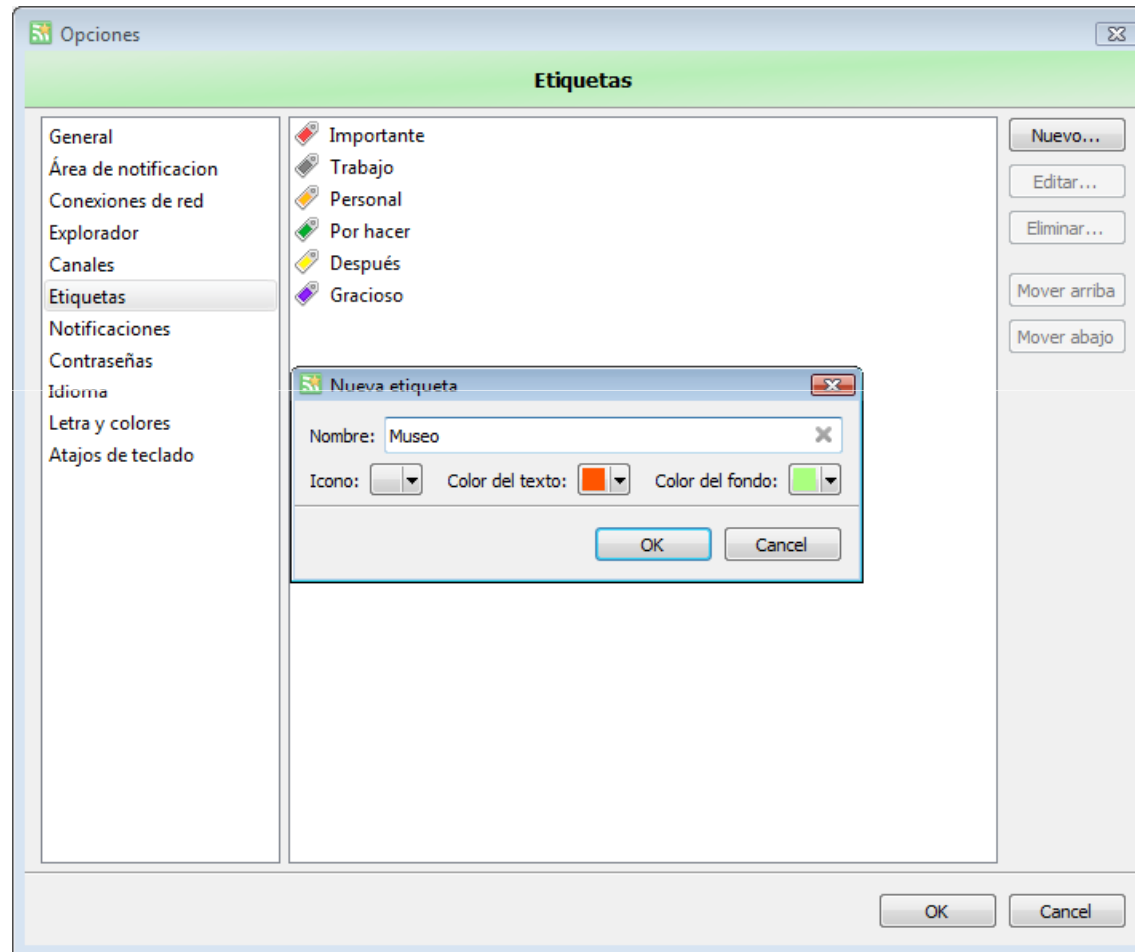 Opciones
Etiquetas
General
Área de notificacion
Conexiones de red
Explorador
Canales
Etiquetas
Notificaciones
Contraseñas
Idioma
Letra y colores
Atajos de teclado
Importante
Trabajo
Personal
Por hacer
Después
Gracioso
Nuevo...
Editar...
Eliminar...
Mover arriba
Mover abajo
Nueva etiqueta
Nombre: Museo
Icono: Color del texto: Color del fondo:
OK Cancel
OK Cancel